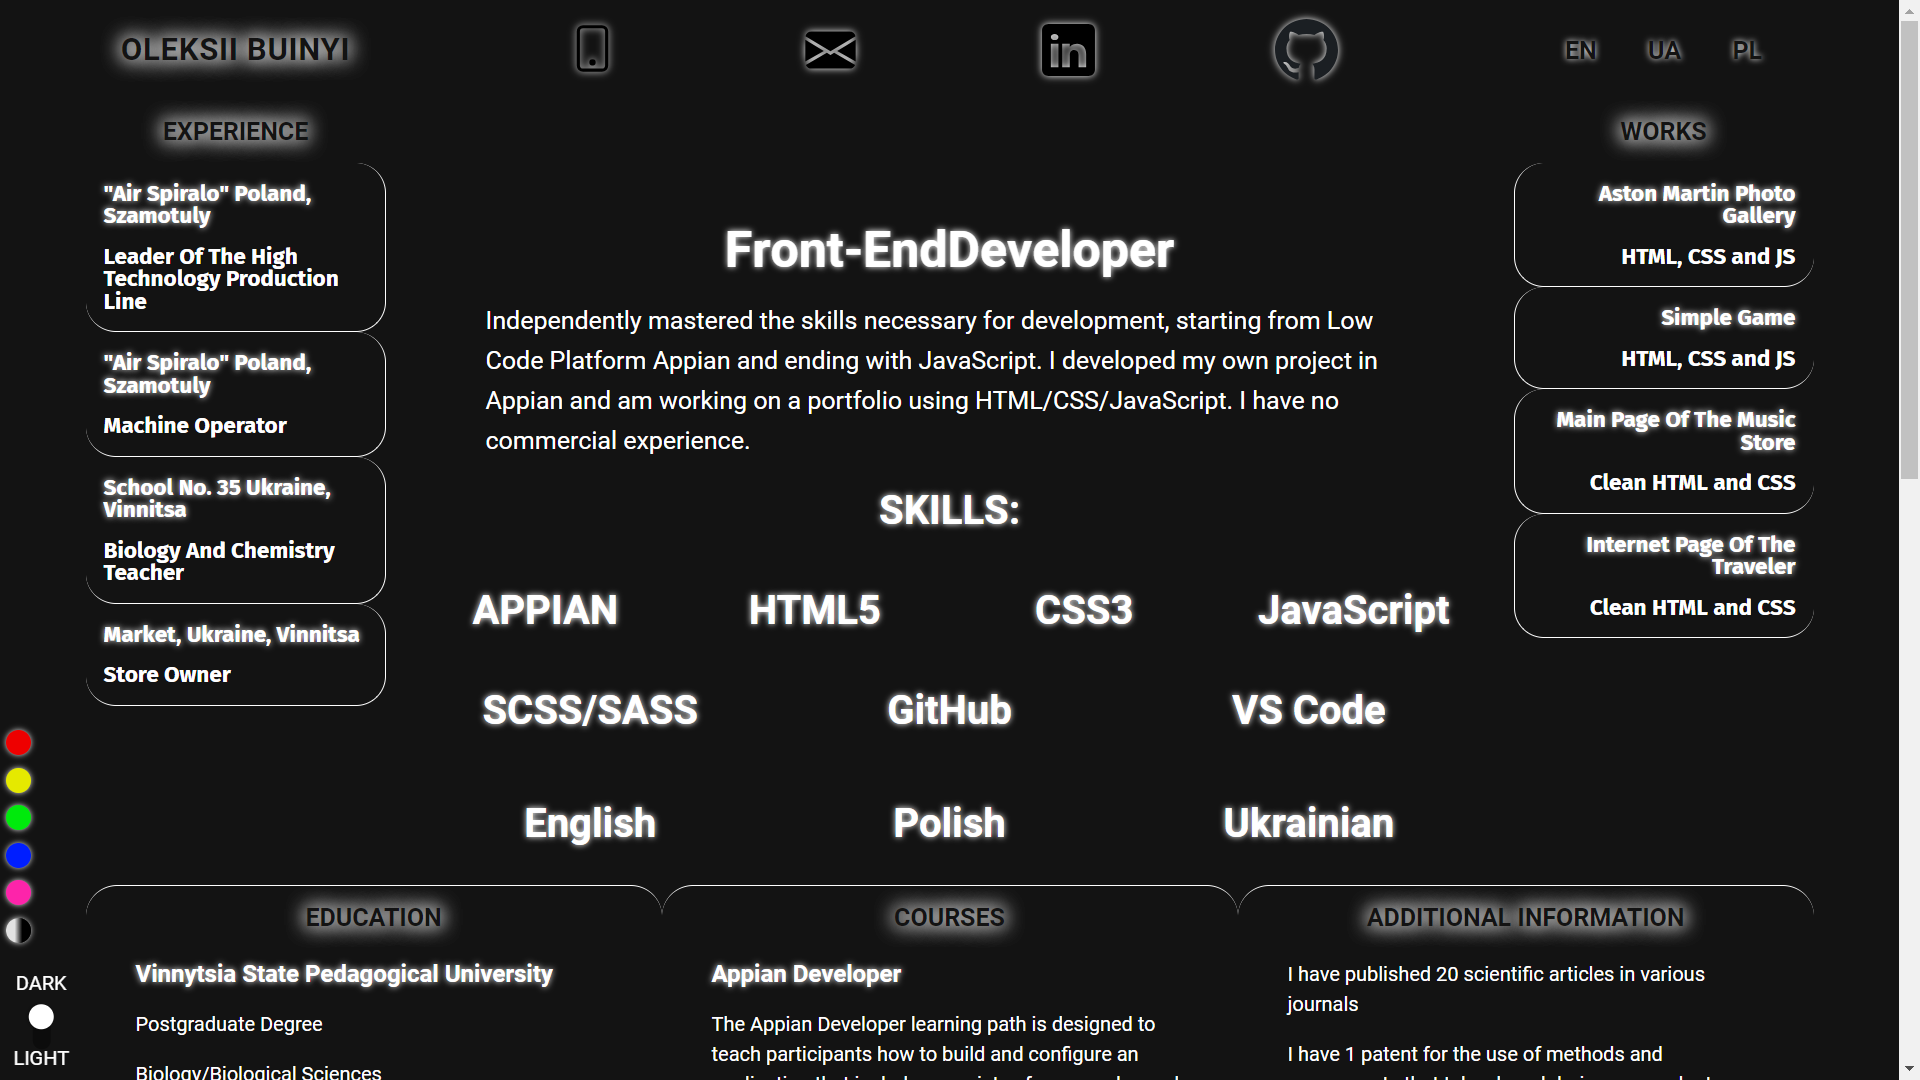 OLEKSII BUINYI
in
EN
UA
PL
EXPERIENCE
"Air Spiralo" Poland,
Szamotuly
Leader Of The High
Technology Production
Line
"Air Spiralo" Poland,
Szamotuly
Machine Operator
School No. 35 Ukraine,
Vinnitsa
Biology And Chemistry
Teacher
Market, Ukraine, Vinnitsa
Store Owner
Front-EndDeveloper
Independently mastered the skills necessary for development, starting from Low
Code Platform Appian and ending with JavaScript. I developed my own project in
Appian and am working on a portfolio using HTML/CSS/JavaScript. I have no
commercial experience.
SKILLS:
APPIAN
HTML5
CSS3
JavaScript
SCSS/SASS
GitHub
VS Code
English
Polish
Ukrainian
WORKS
Aston Martin Photo
Gallery
HTML, CSS and JS
Simple Game
HTML, CSS and JS
Main Page Of The Music
Store
Clean HTML and CSS
Internet Page Of The
Traveler
Clean HTML and CSS
DARK
LIGHT
EDUCATION
Vinnytsia State Pedagogical University
Postgraduate Degree
Biology/Biological Sciences
COURSES
Appian Developer
The Appian Developer learning path is designed to
teach participants how to build and configure an
ADDITIONAL INFORMATION
I have published 20 scientific articles in various
journals
I have 1 patent for the use of methods and